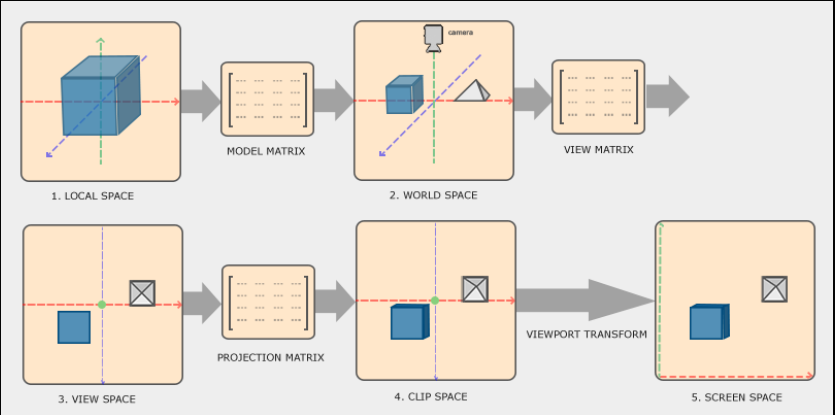 camera
MODEL MATRIX
VIEW MATRIX
1. LOCAL SPACE
2. WORLD SPACE
PROJECTION MATRIX
VIEWPORT TRANSFORM
3. VIEW SPACE
4. CLIP SPACE
5. SCREEN SPACE